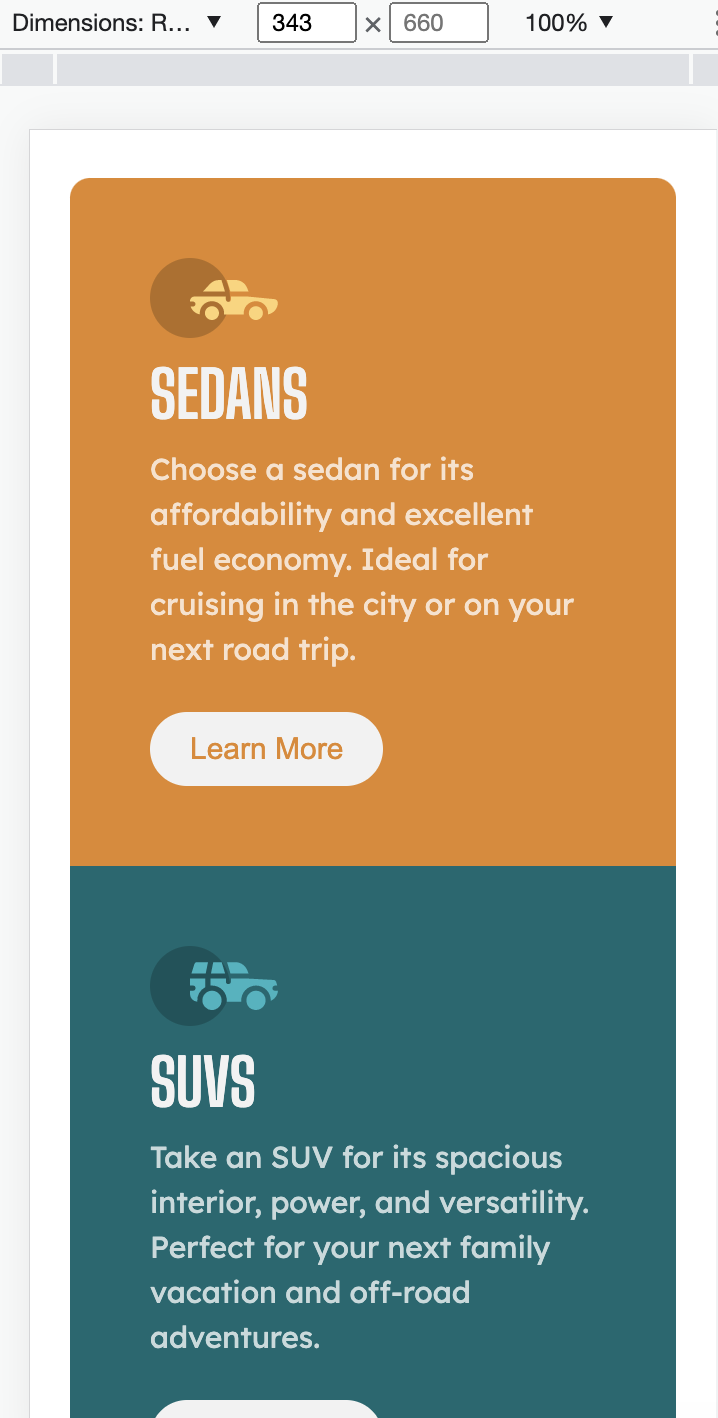 Dimensions: R... ▼ 343 × 660 100% ▼
SEDANS
Choose a sedan for its
affordability and excellent
fuel economy. Ideal for
cruising in the city or on your
next road trip.
Learn More
SUVS
Take an SUV for its spacious
interior, power, and versatility.
Perfect for your next family
vacation and off-road
adventures.